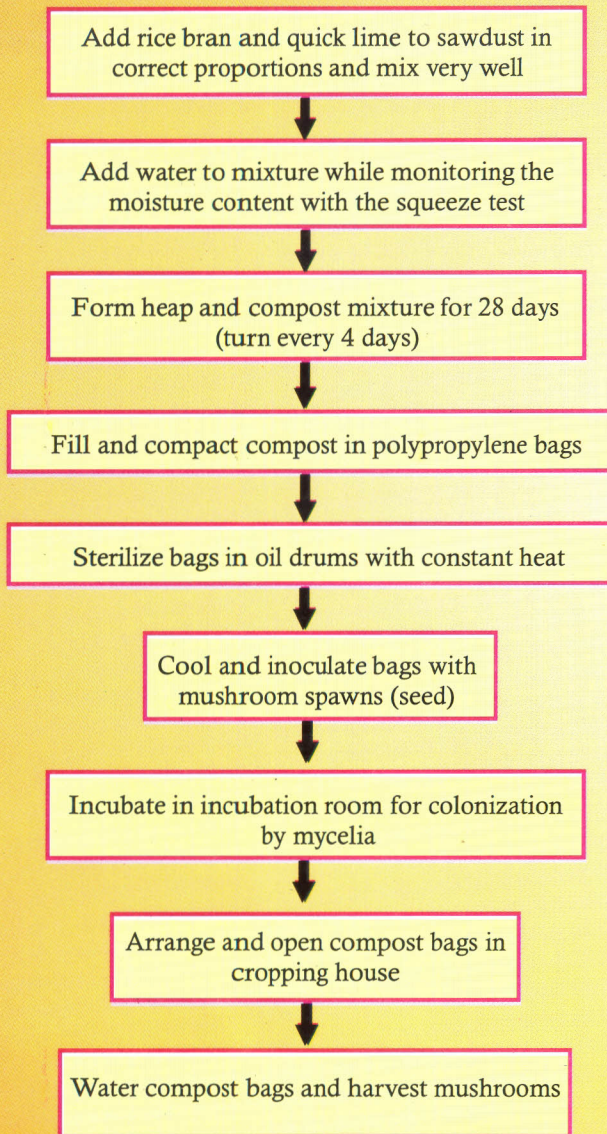 Add rice bran and quick lime to sawdust in
correct proportions and mix very well
Add water to mixture while monitoring the
moisture content with the squeeze test
Form heap and compost mixture for 28 days
(turn every 4 days)
Fill and compact compost in polypropylene bags
Sterilize bags in oil drums with constant heat
Cool and inoculate bags with
mushroom spawns (seed)
Incubate in incubation room for colonization
by mycelia
Arrange and open compost bags in
cropping house
Water compost bags and harvest mushrooms